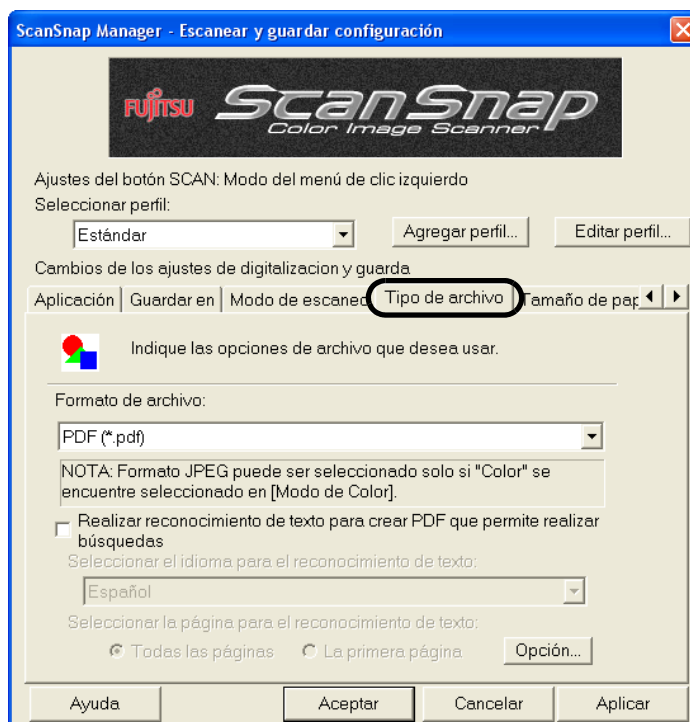 ScanSnap Manager - Escanear y guardar configuración
FUJITSU ScanSnap
Color Image Scanner
Ajustes del botón SCAN: Modo del menú de clic izquierdo
Seleccionar perfil:
Estándar
Agregar perfil...
Editar perfil...
Cambios de los ajustes de digitalizacion y guarda
Aplicación Guardar en Modo de escaneo Tipo de archivo Tamaño de pap
Indique las opciones de archivo que desea usar.
Formato de archivo:
PDF (*.pdf)
NOTA: Formato JPEG puede ser seleccionado solo si "Color" se
encuentre seleccionado en [Modo de Color].
Realizar reconocimiento de texto para crear PDF que permite realizar
búsquedas
Seleccionar el idioma para el reconocimiento de texto:
Español
Seleccionar la página para el reconocimiento de texto:
Todas las páginas La primera página Opción...
Ayuda Aceptar Cancelar Aplicar